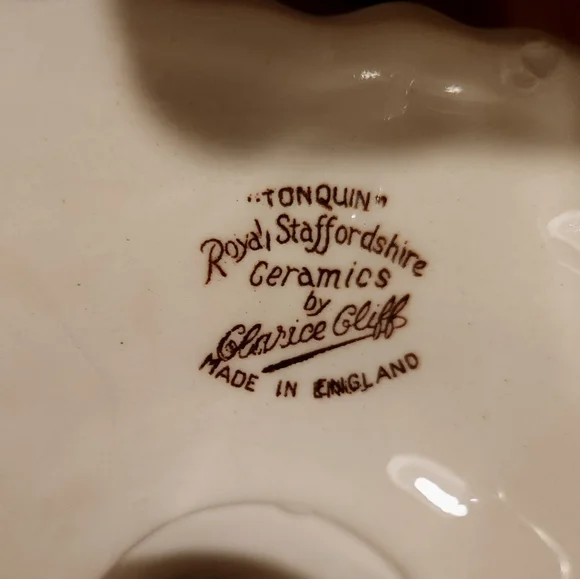 "TONQUIN"
Royal Staffordshire
Ceramics
by
Clarice Cliff
MADE IN ENGLAND